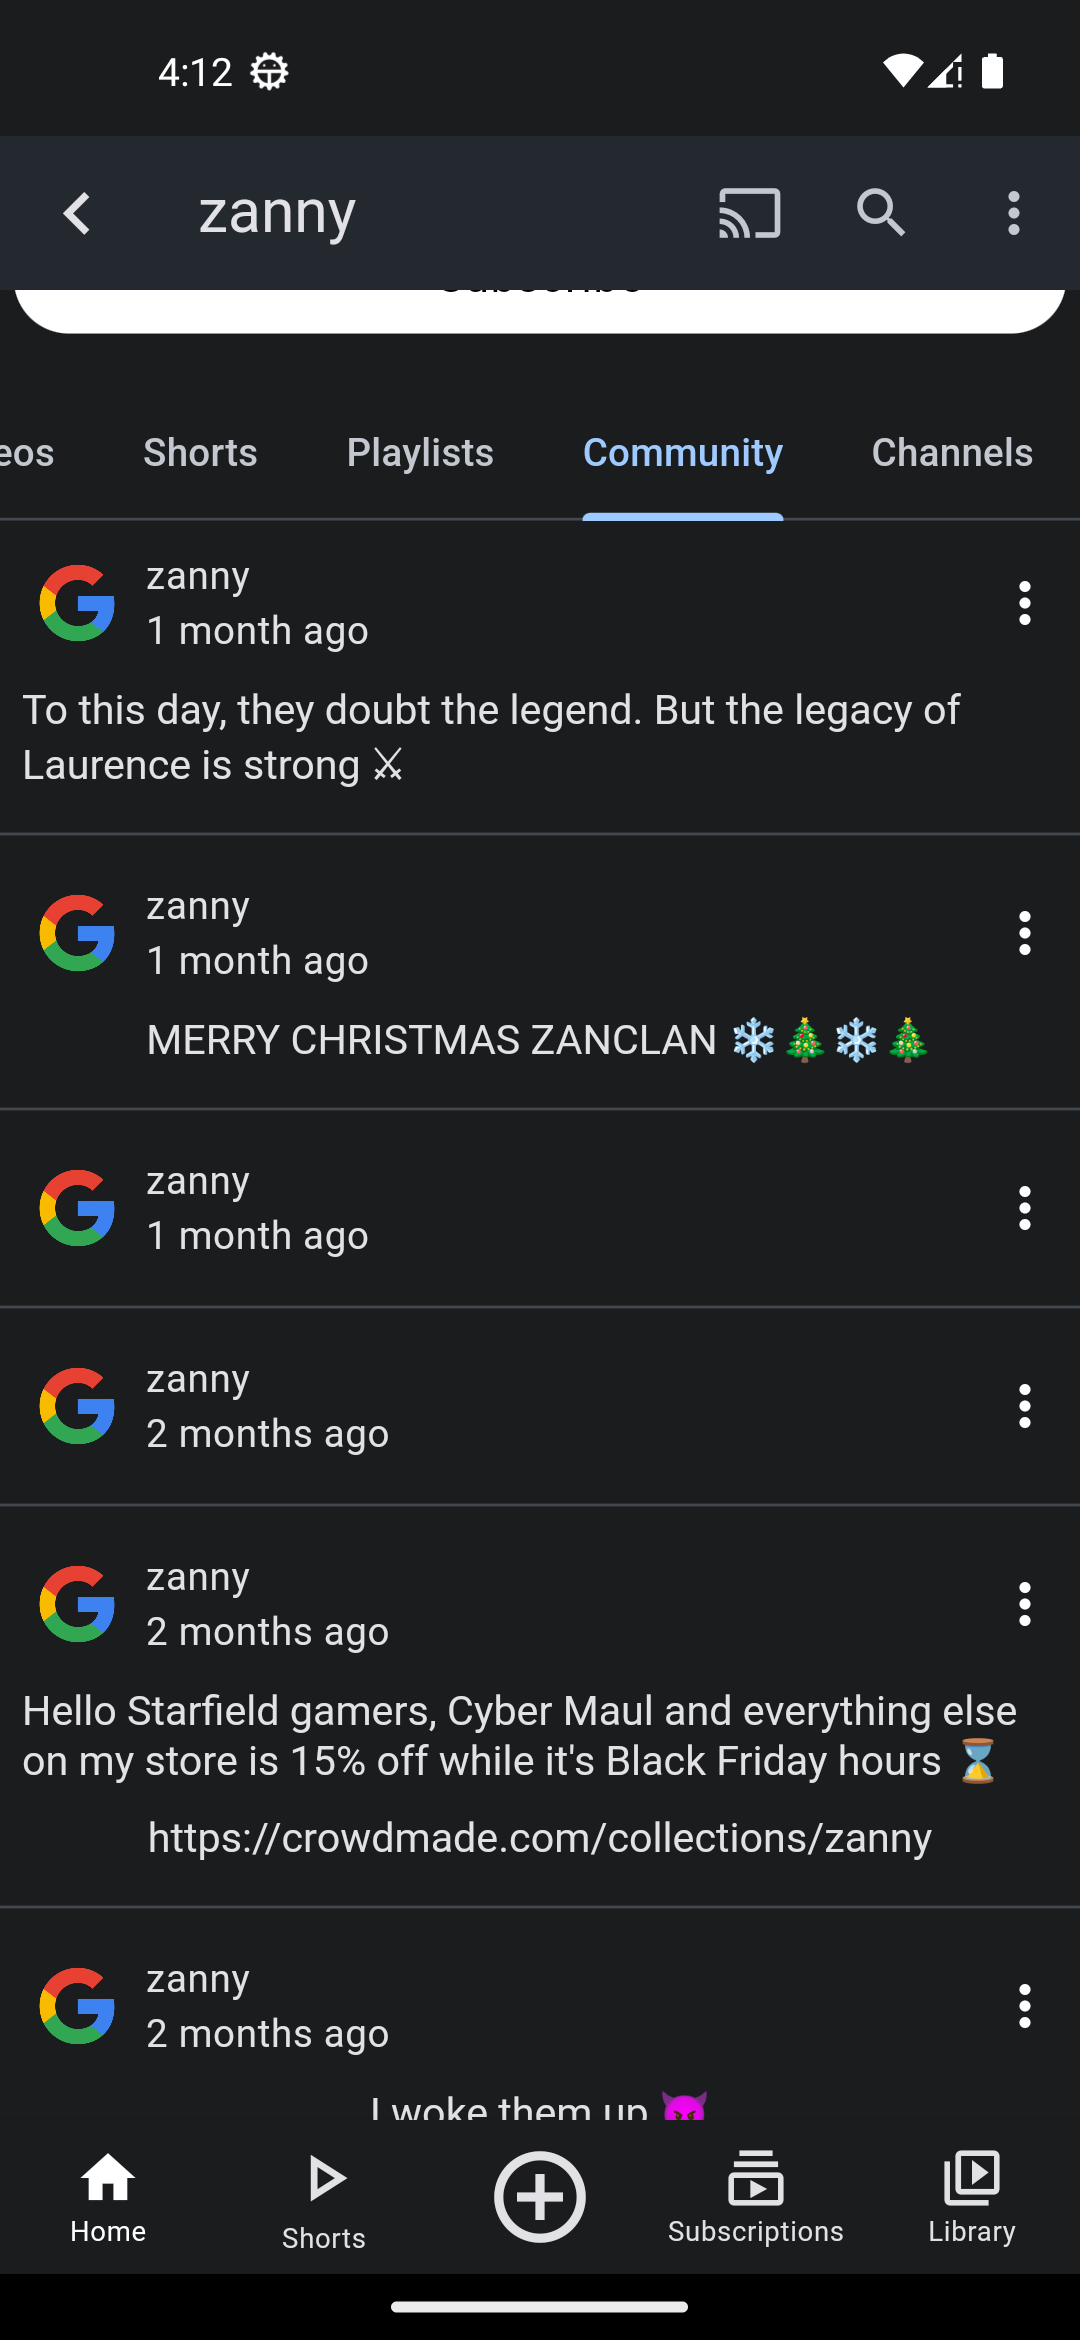 4:12
zanny
Subscribe
eos Shorts Playlists Community Channels
zanny
1 month ago
To this day, they doubt the legend. But the legacy of
Laurence is strong ⚔
zanny
1 month ago
MERRY CHRISTMAS ZANCLAN ❄️🎄❄️🎄
zanny
1 month ago
zanny
2 months ago
zanny
2 months ago
Hello Starfield gamers, Cyber Maul and everything else
on my store is 15% off while it's Black Friday hours ⌛
https://crowdmade.com/collections/zanny
zanny
2 months ago
I woke them up 😈
Home
Shorts
Subscriptions
Library